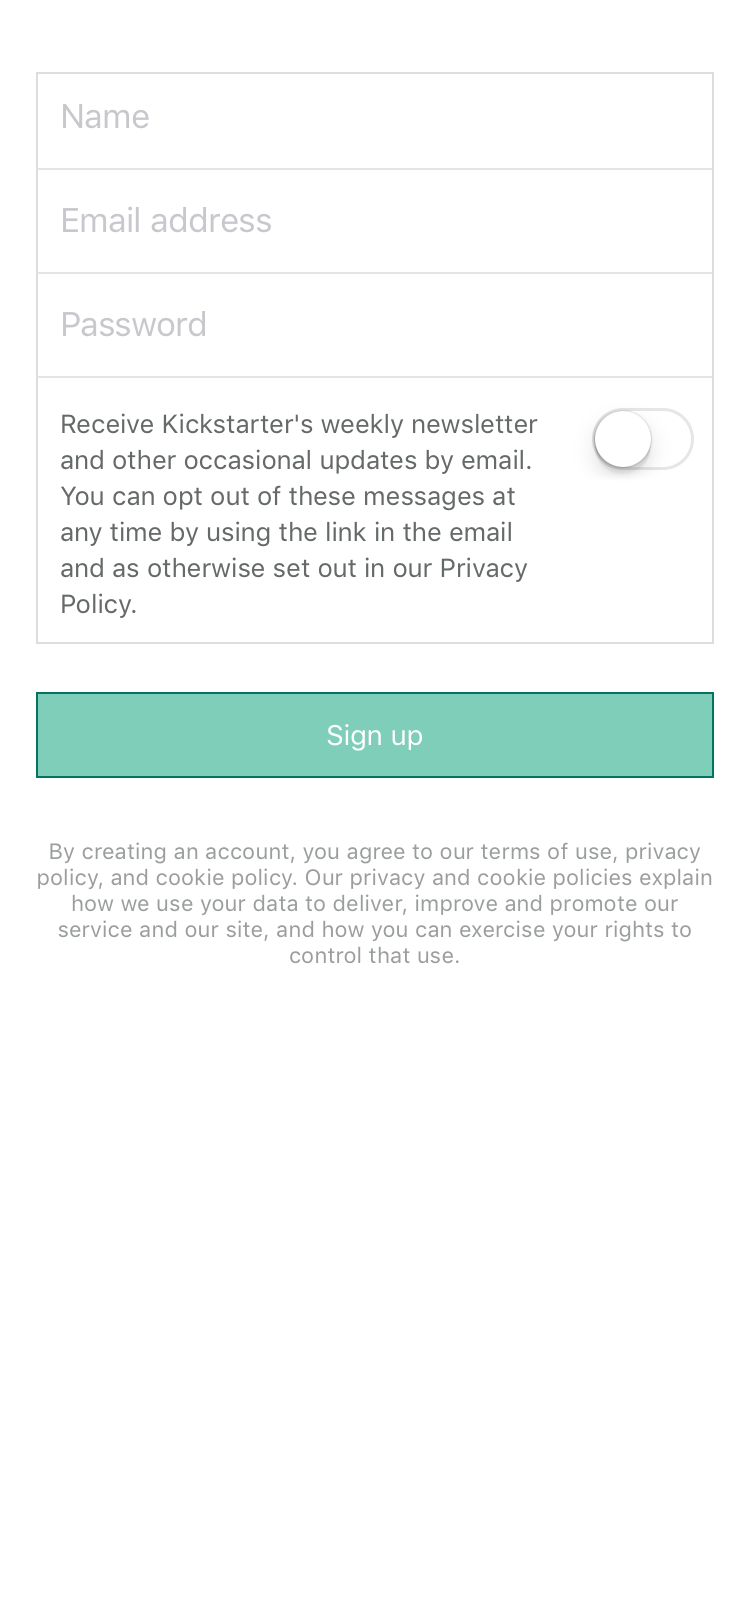 Name
Email address
Password
Receive Kickstarter's weekly newsletter
and other occasional updates by email.
You can opt out of these messages at
any time by using the link in the email
and as otherwise set out in our Privacy
Policy.
Sign up
By creating an account, you agree to our terms of use, privacy
policy, and cookie policy. Our privacy and cookie policies explain
how we use your data to deliver, improve and promote our
service and our site, and how you can exercise your rights to
control that use.